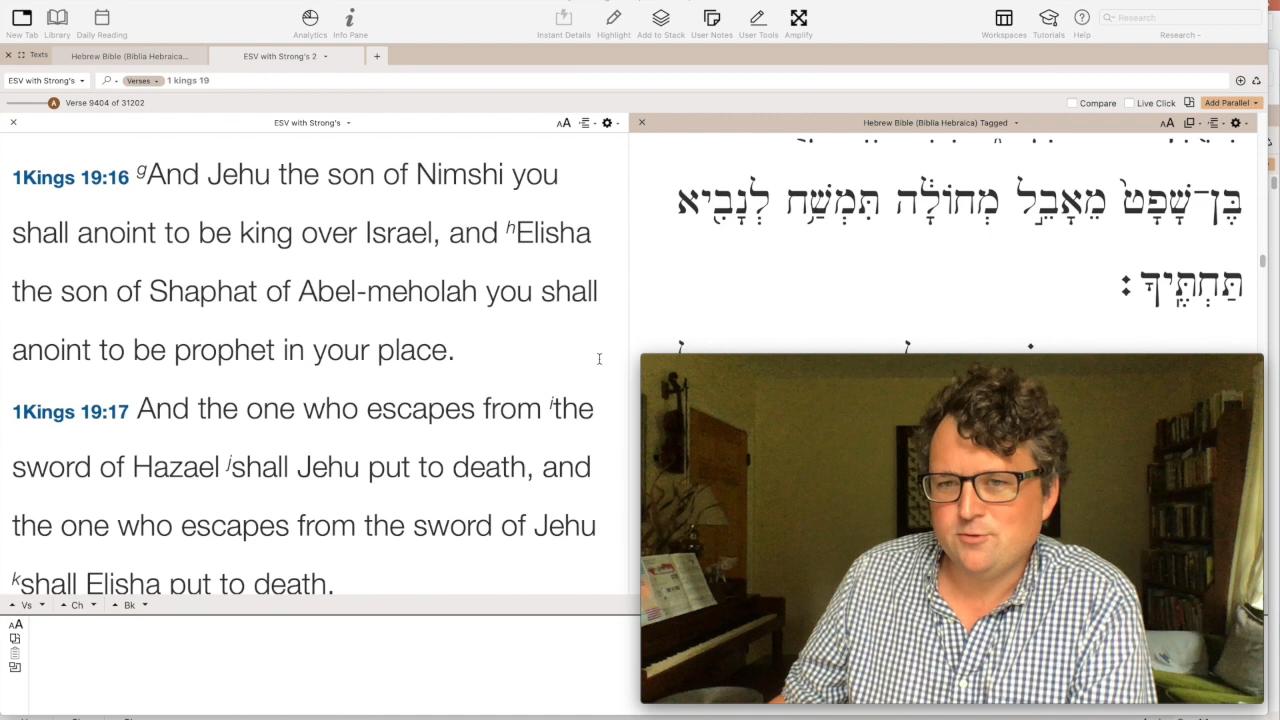 New Tab Library Daily Reading Analytics Info Pane Instant Details Highlight Add to Stack User Notes User Tools Amplify Workspaces Tutorials Help Research
Research
Texts Hebrew Bible (Biblia Hebraica... ESV with Strong's 2 +
ESV with Strong's Verses 1 kings 19
A Verse 9404 of 31202 Compare Live Click Add Parallel
ESV with Strong's AA
1Kings 19:16 gAnd Jehu the son of Nimshi you
shall anoint to be king over Israel, and hElisha
the son of Shaphat of Abel-meholah you shall
anoint to be prophet in your place.
1Kings 19:17 And the one who escapes from ithe
sword of Hazael jshall Jehu put to death, and
the one who escapes from the sword of Jehu
kshall Elisha put to death.
Vs Ch Bk
AA
Hebrew Bible (Biblia Hebraica) Tagged AA
בֶּן־שָׁפָט֙ מֵאָבֵ֣ל מְחוֹלָ֔ה תִּמְשַׁ֥ח לְנָבִ֖יא
תַּחְתֶּֽיךָ׃